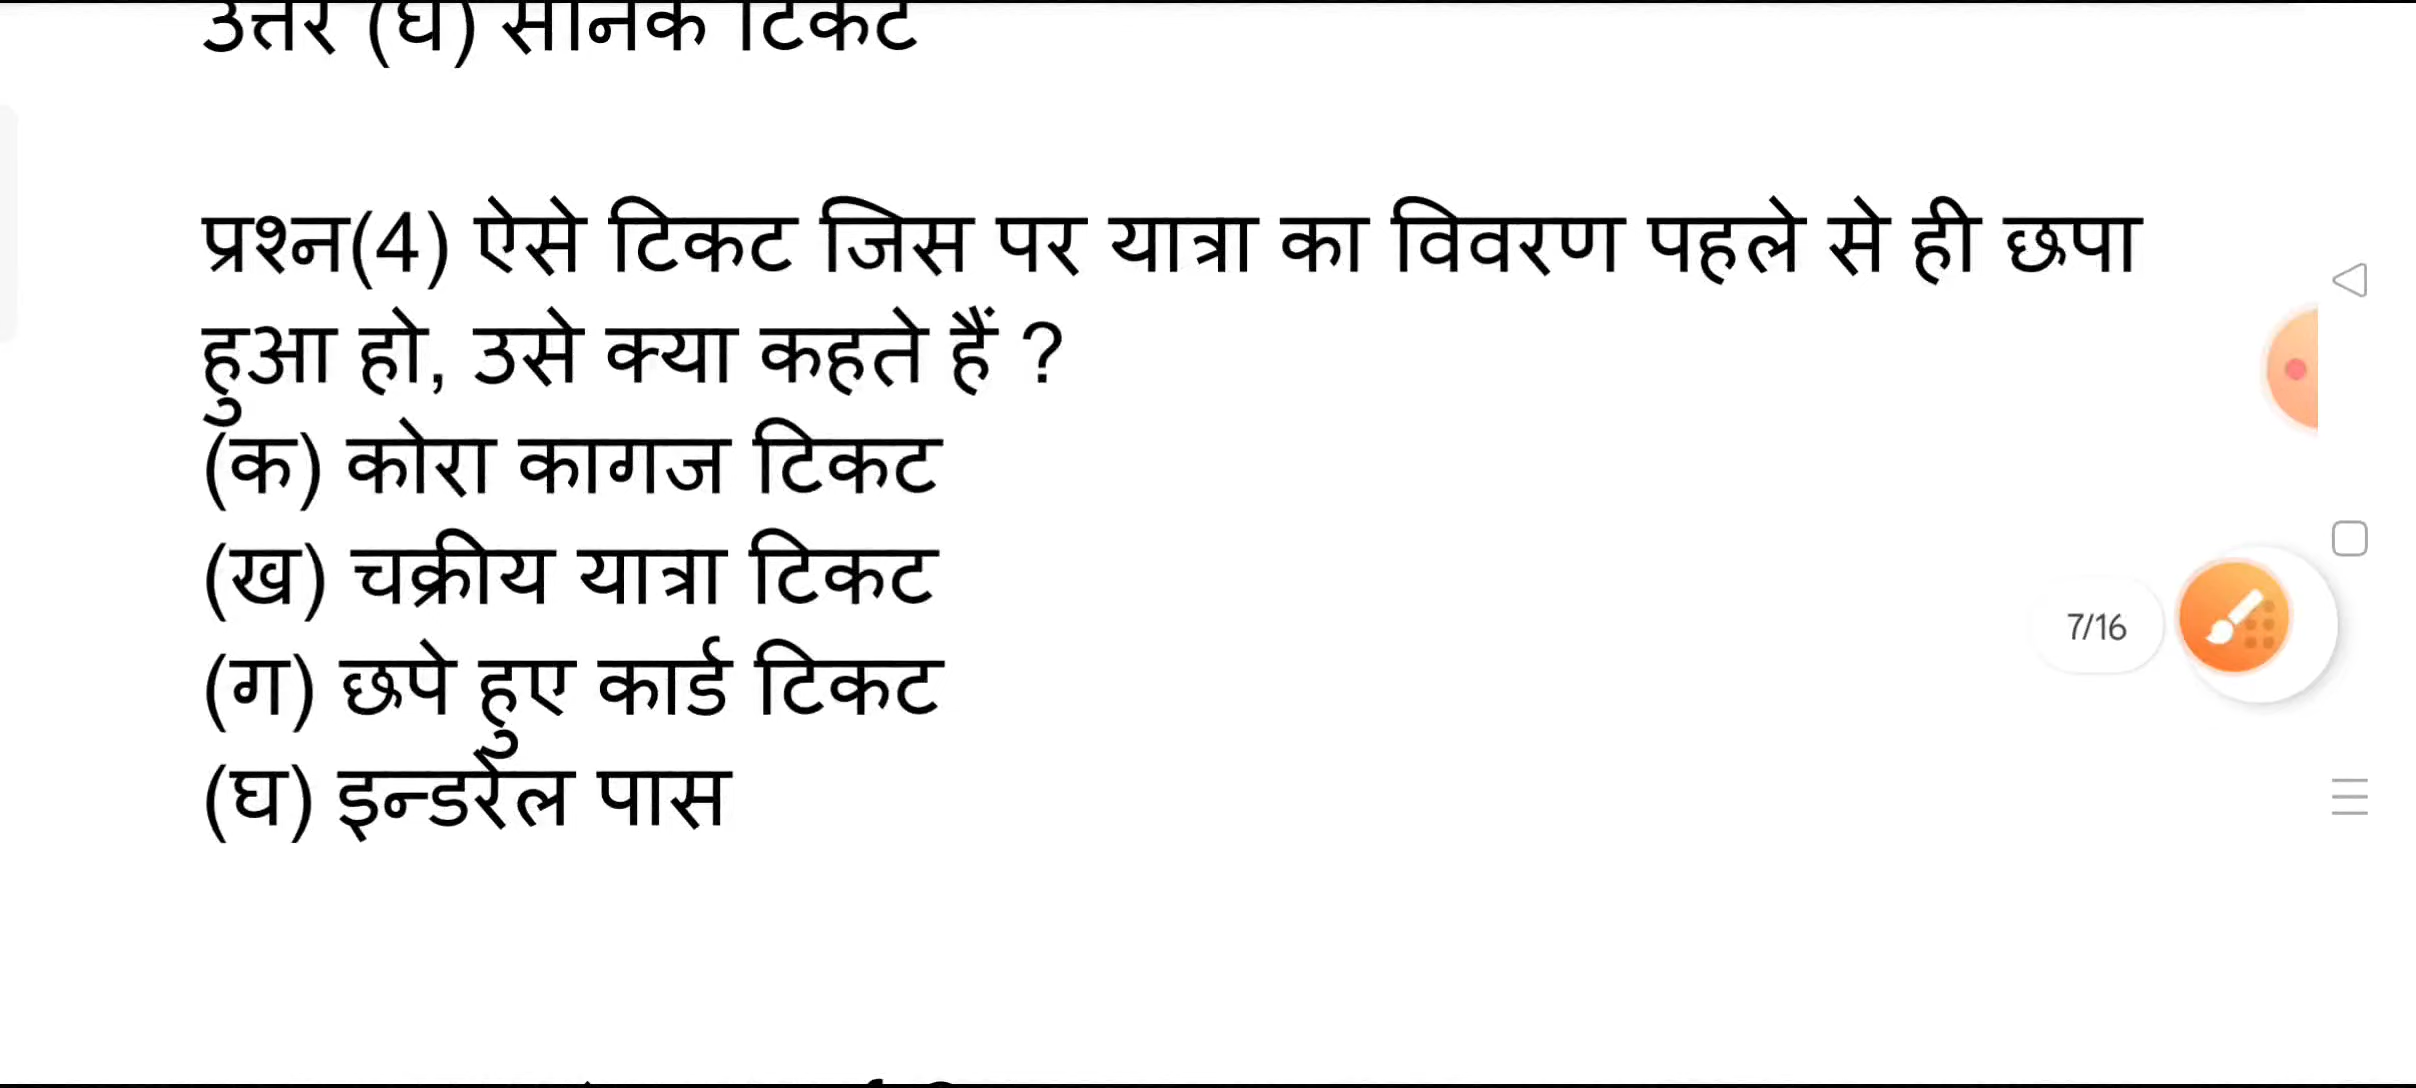 उत्तर (घ) सैनिक टिकट
प्रश्न(4) ऐसे टिकट जिस पर यात्रा का विवरण पहले से ही छपा
हुआ हो, उसे क्या कहते हैं ?
(क) कोरा कागज टिकट
(ख) चक्रीय यात्रा टिकट
(ग) छपे हुए कार्ड टिकट
7/16
(घ) इन्डरेल पास